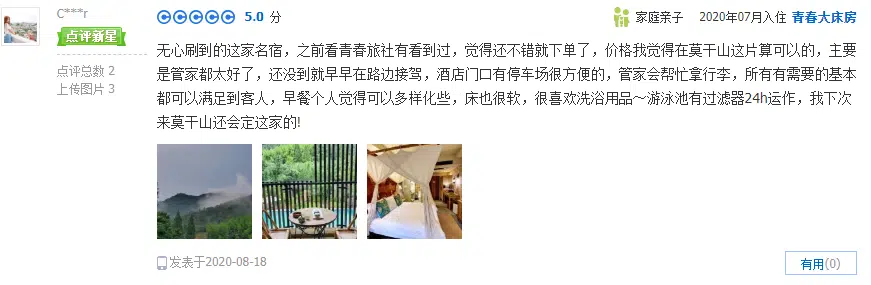 C***r
点评新星
点评总数 2
上传图片 3
5.0 分
家庭亲子 2020年07月入住 青春大床房
无心刷到的这家名宿，之前看青春旅社有看到过，觉得还不错就下单了，价格我觉得在莫干山这片算可以的，主要
是管家都太好了，还没到就早早在路边接驾，酒店门口有停车场很方便的，管家会帮忙拿行李，所有有需要的基本
都可以满足到客人，早餐个人觉得可以多样化些，床也很软，很喜欢洗浴用品～游泳池有过滤器24h运作，我下次
来莫干山还会定这家的!
发表于2020-08-18
有用(0)